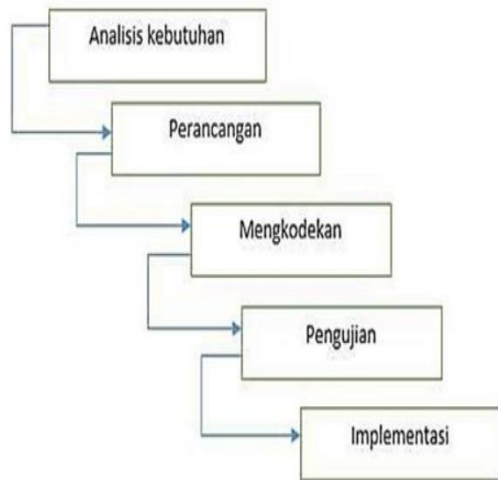 Analisis kebutuhan
Perancangan
Mengkodekan
Pengujian
Implementasi